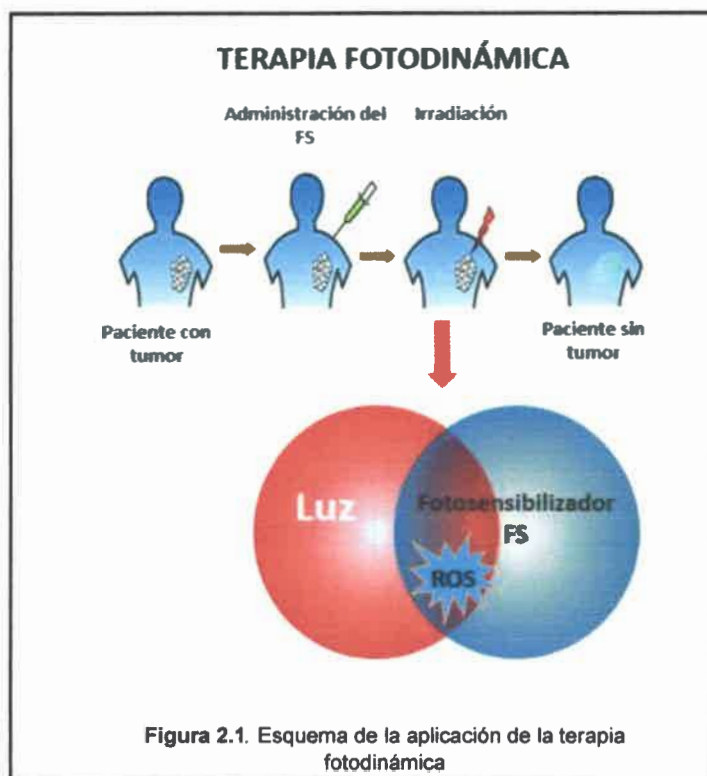 TERAPIA FOTODINÁMICA
Administración del
FS
Irradiación
Paciente con
tumor
Paciente sin
tumor
Luz
Fotosensibilizador
FS
ROS
Figura 2.1. Esquema de la aplicación de la terapia
fotodinámica